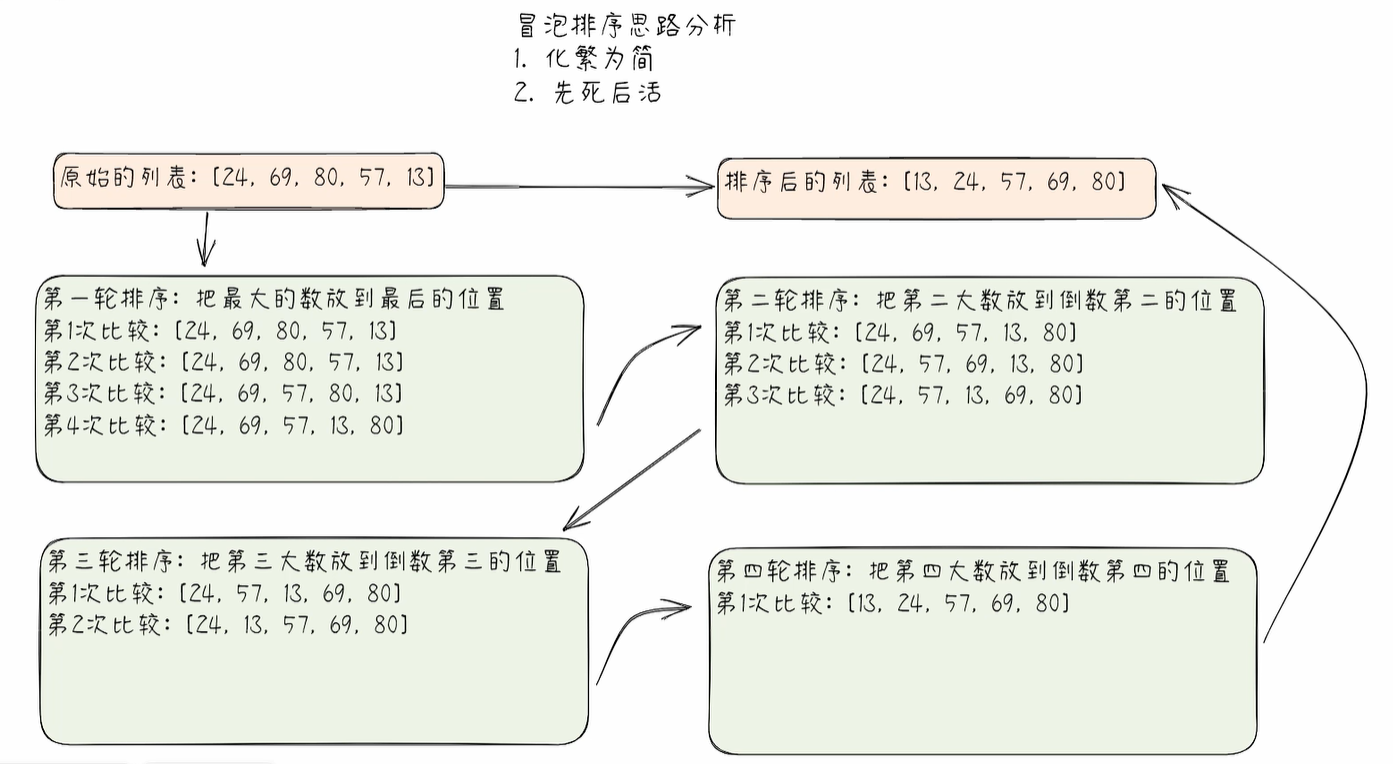 冒泡排序思路分析
1. 化繁为简
2. 先死后活
原始的列表: [24, 69, 80, 57, 13]
排序后的列表: [13, 24, 57, 69, 80]
第一轮排序: 把最大的数放到最后的位置
第1次比较: [24, 69, 80, 57, 13]
第2次比较: [24, 69, 80, 57, 13]
第3次比较: [24, 69, 57, 80, 13]
第4次比较: [24, 69, 57, 13, 80]
第二轮排序: 把第二大数放到倒数第二的位置
第1次比较: [24, 69, 57, 13, 80]
第2次比较: [24, 57, 69, 13, 80]
第3次比较: [24, 57, 13, 69, 80]
第三轮排序: 把第三大数放到倒数第三的位置
第1次比较: [24, 57, 13, 69, 80]
第2次比较: [24, 13, 57, 69, 80]
第四轮排序: 把第四大数放到倒数第四的位置
第1次比较: [13, 24, 57, 69, 80]